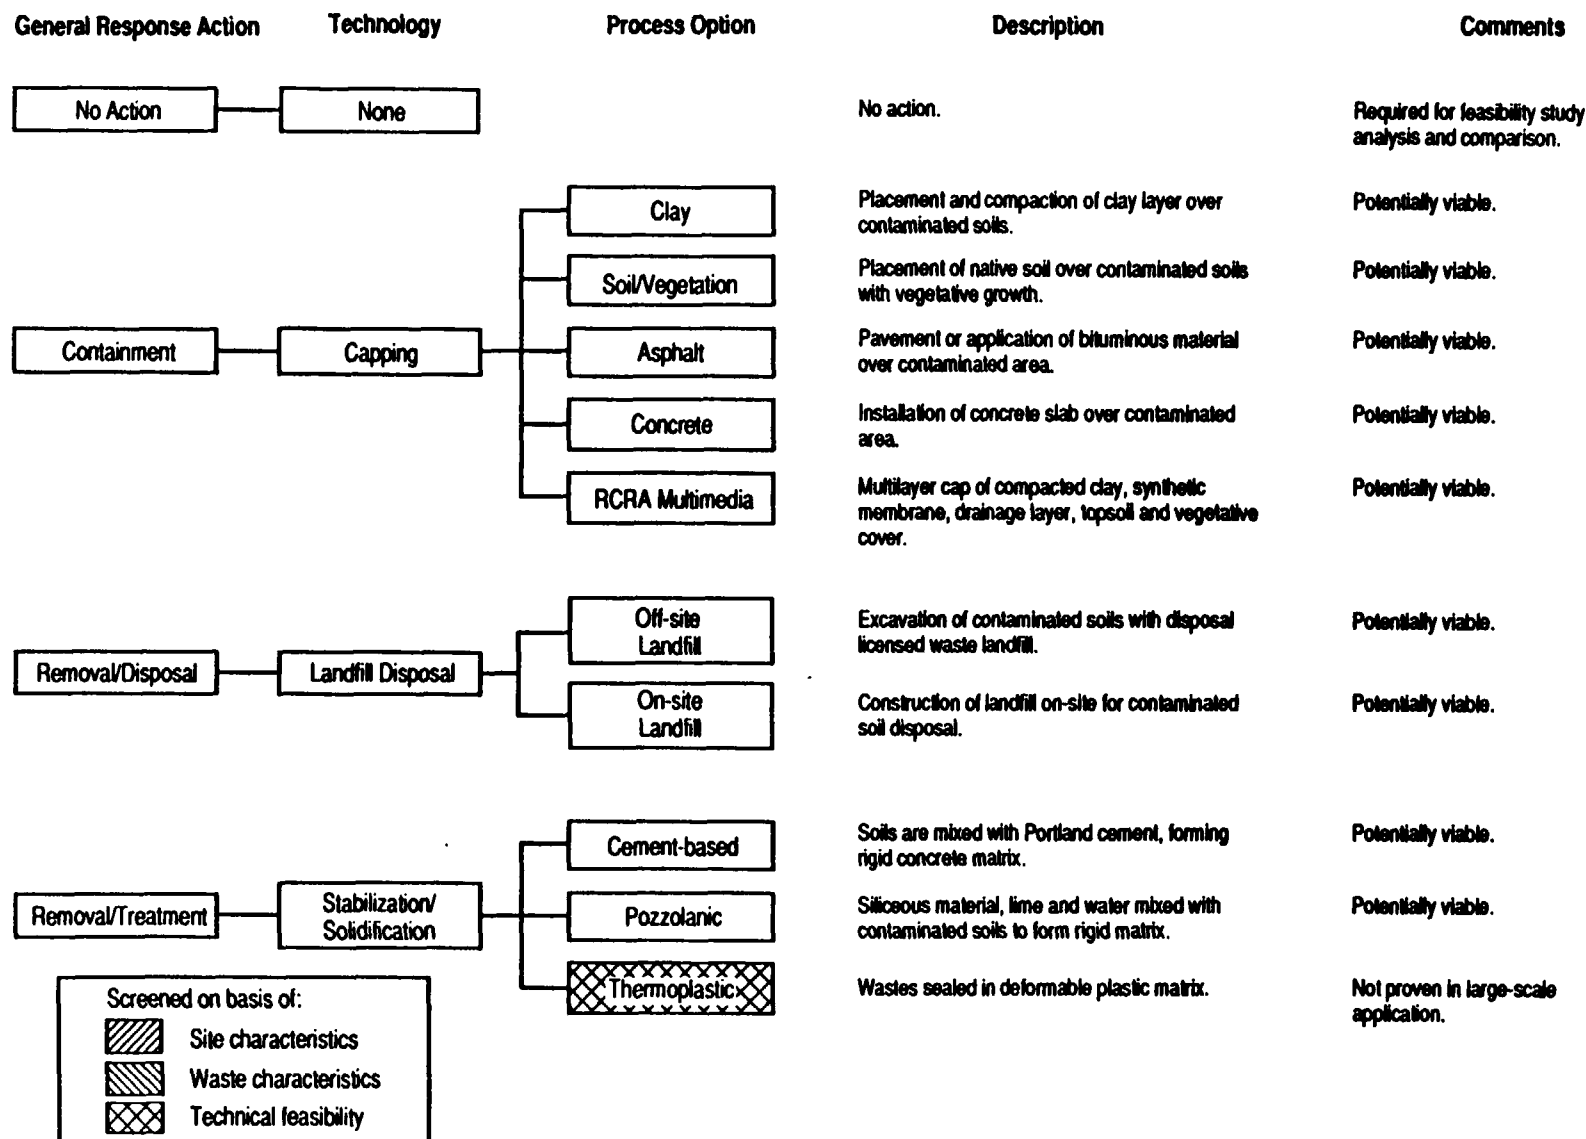 General Response Action Technology Process Option Description Comments
No Action None No action. Required for feasibility study
analysis and comparison.
Clay Placement and compaction of clay layer over Potentially viable.
contaminated soils.
Soil/Vegetation Placement of native soil over contaminated soils Potentially viable.
with vegetative growth.
Containment Capping Asphalt Pavement or application of bituminous material Potentially viable.
over contaminated area.
Concrete Installation of concrete slab over contaminated Potentially viable.
area.
RCRA Multimedia Multilayer cap of compacted clay, synthetic Potentially viable.
membrane, drainage layer, topsoil and vegetative
cover.
Off-site Excavation of contaminated soils with disposal Potentially viable.
Landfill licensed waste landfill.
Removal/Disposal Landfill Disposal
On-site Construction of landfill on-site for contaminated Potentially viable.
Landfill soil disposal.
Cement-based Soils are mixed with Portland cement, forming Potentially viable.
rigid concrete matrix.
Removal/Treatment Stabilization/ Pozzolanic Siliceous material, lime and water mixed with Potentially viable.
Solidification contaminated soils to form rigid matrix.
Thermoplastic Wastes sealed in deformable plastic matrix. Not proven in large-scale
application.
Screened on basis of:
Site characteristics
Waste characteristics
Technical feasibility